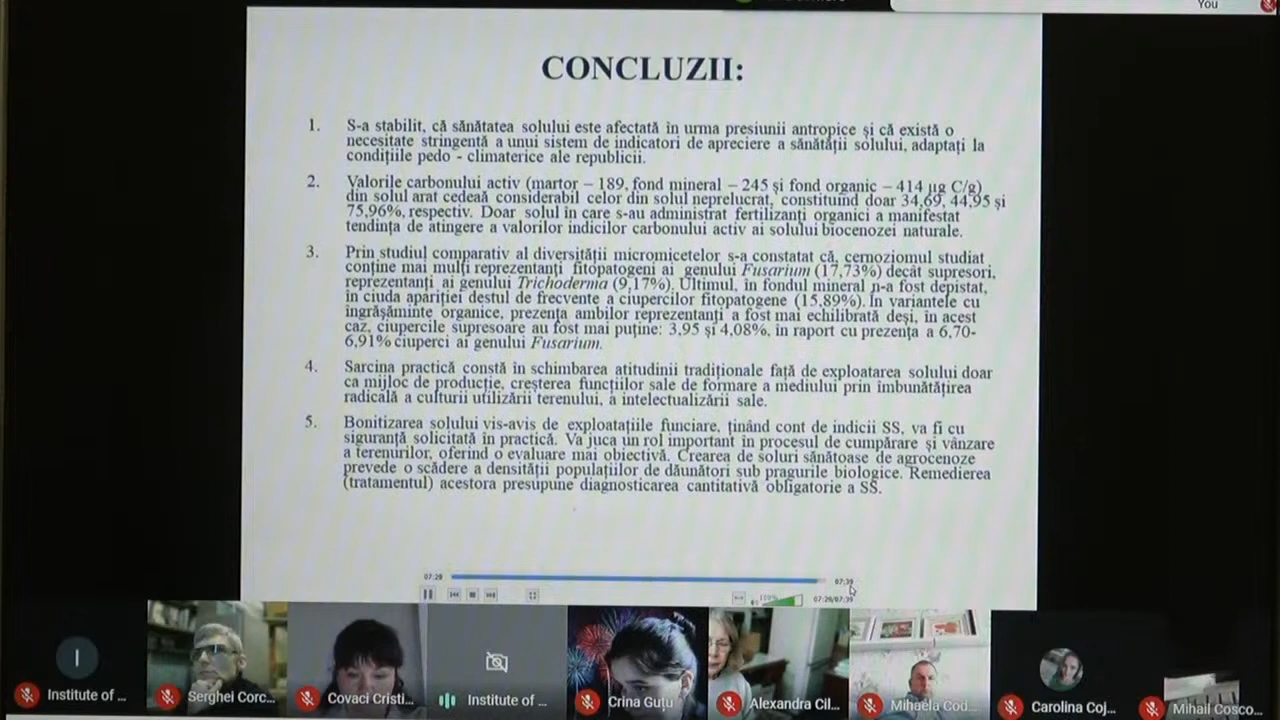 You
CONCLUZII:
1. S-a stabilit, că sănătatea solului este afectată în urma presiunii antropice și că există o
necesitate stringentă a unui sistem de indicatori de apreciere a sănătății solului, adaptați la
condițiile pedo - climaterice ale republicii.
2. Valorile carbonului activ (martor – 189, fond mineral – 245 și fond organic – 414 µg C/g)
din solul arat cedează considerabil celor din solul neprelucrat, constituind doar 34,69, 44,95 și
75,96%, respectiv. Doar solul în care s-au administrat fertilizanți organici a manifestat
tendința de atingere a valorilor indicilor carbonului activ ai solului biocenozei naturale.
3. Prin studiul comparativ al diversității micromicetelor s-a constatat că, cernoziomul studiat
conține mai mulți reprezentanți fitopatogeni ai genului Fusarium (17,73%) decât supresori,
reprezentanți ai genului Trichoderma (9,17%). Ultimul, în fondul mineral n-a fost depistat,
în ciuda apariției destul de frecvente a ciupercilor fitopatogene (15,89%). În variantele cu
îngrășăminte organice, prezența ambilor reprezentanți a fost mai echilibrată deși, în acest
caz, ciupercile supresoare au fost mai puține: 3,95 și 4,08%, în raport cu prezența a 6,70-
6,91% ciuperci ai genului Fusarium.
4. Sarcina practică constă în schimbarea atitudinii tradiționale față de exploatarea solului doar
ca mijloc de producție, creșterea funcțiilor sale de formare a mediului prin îmbunătățirea
radicală a culturii utilizării terenului, a intelectualizării sale.
5. Bonitizarea solului vis-avis de exploatațiile funciare, ținând cont de indicii SS, va fi cu
siguranță solicitată în practică. Va juca un rol important în procesul de cumpărare și vânzare
a terenurilor, oferind o evaluare mai obiectivă. Crearea de soluri sănătoase de agrocenoze
prevede o scădere a densității populațiilor de dăunători sub pragurile biologice. Remedierea
(tratamentul) acestora presupune diagnosticarea cantitativă obligatorie a SS.
07:29 07:39
100% 07:29/07:39
I
Institute of ... Serghei Corc... Covaci Cristi... Institute of ... Crina Guțu Alexandra Cil... Mihaela Cod... Carolina Coj... Mihail Cosco...